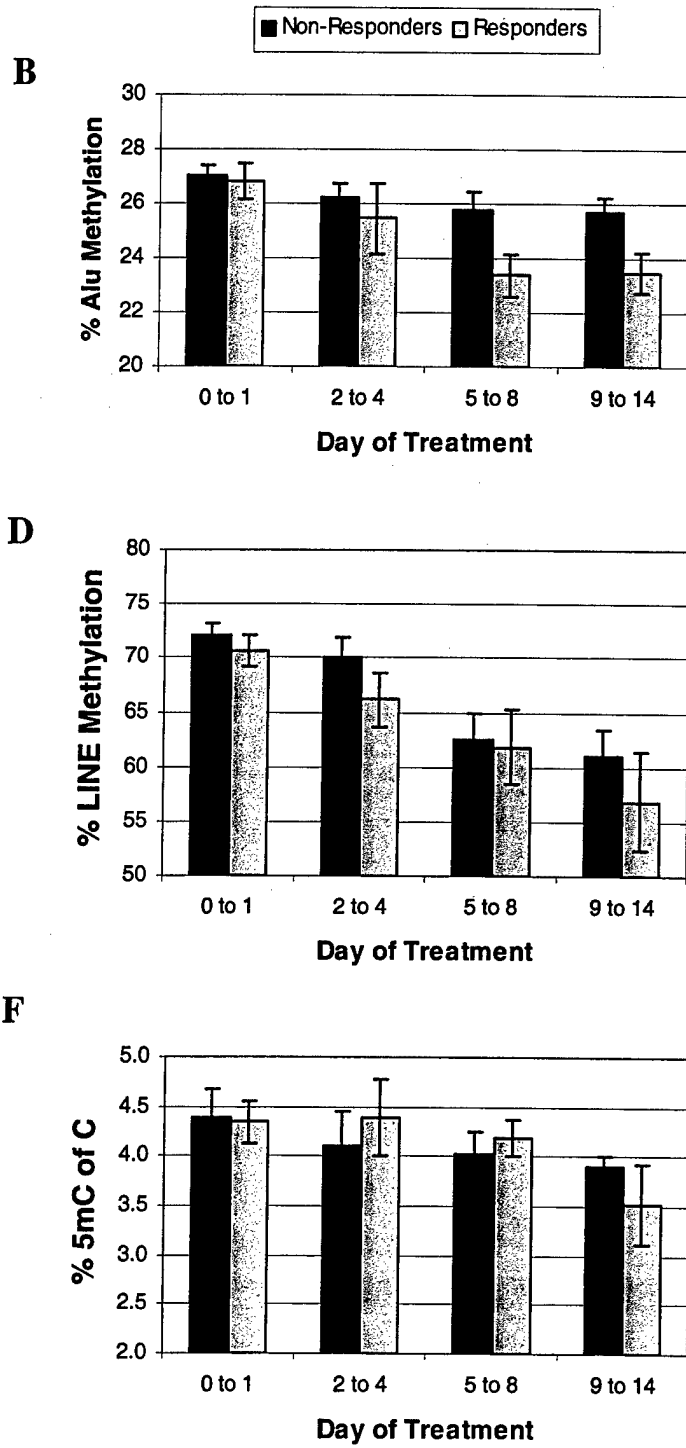 Non-Responders Responders
B
30
28
26
24
22
20
% Alu Methylation
0 to 1 2 to 4 5 to 8 9 to 14
Day of Treatment
D
80
75
70
65
60
55
50
% LINE Methylation
0 to 1 2 to 4 5 to 8 9 to 14
Day of Treatment
F
5.0
4.5
4.0
3.5
3.0
2.5
2.0
% 5mC of C
0 to 1 2 to 4 5 to 8 9 to 14
Day of Treatment